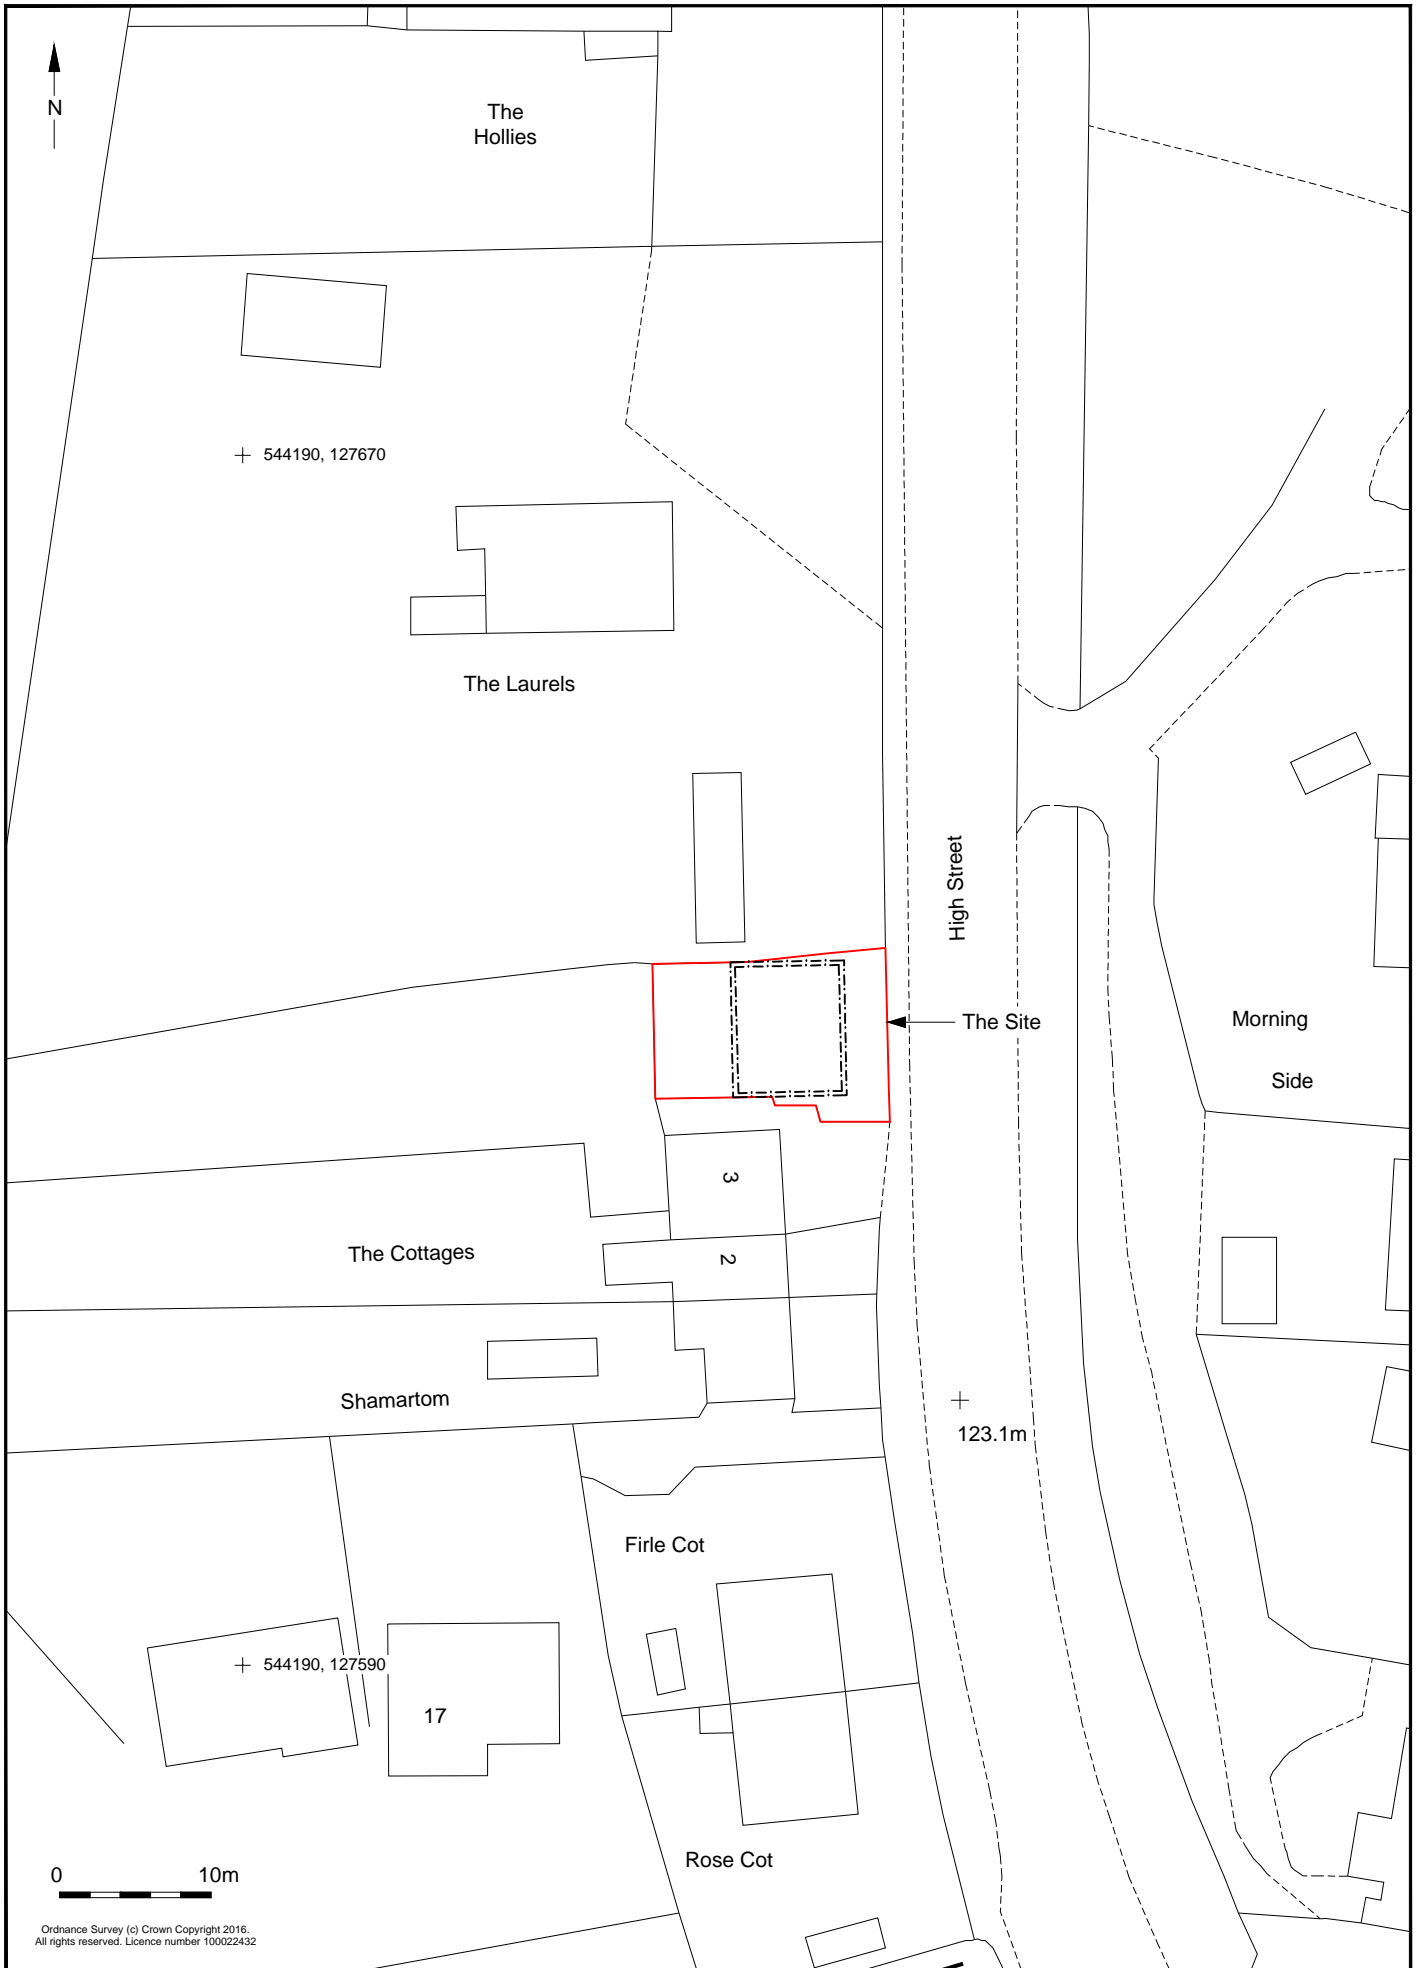 N
The
Hollies
544190, 127670
The Laurels
High Street
The Site
Morning
Side
3
The Cottages
2
Shamartom
123.1m
Firle Cot
544190, 127590
17
Rose Cot
0 10m
Ordnance Survey (c) Crown Copyright 2016.
All rights reserved. Licence number 100022432